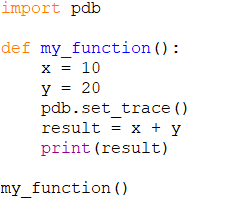 import pdb

def my_function():
    x = 10
    y = 20
    pdb.set_trace()
    result = x + y
    print(result)

my_function()